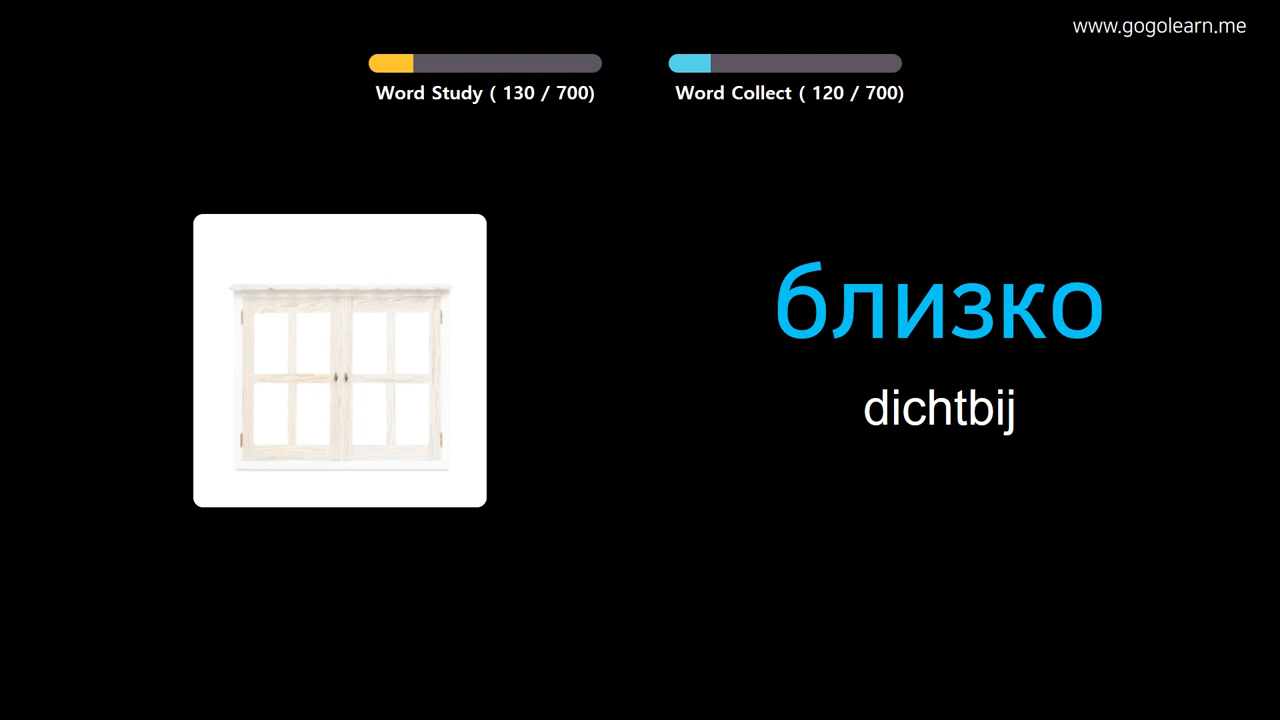 www.gogolearn.me
Word Study ( 130 / 700)
Word Collect ( 120 / 700)
близко
dichtbij